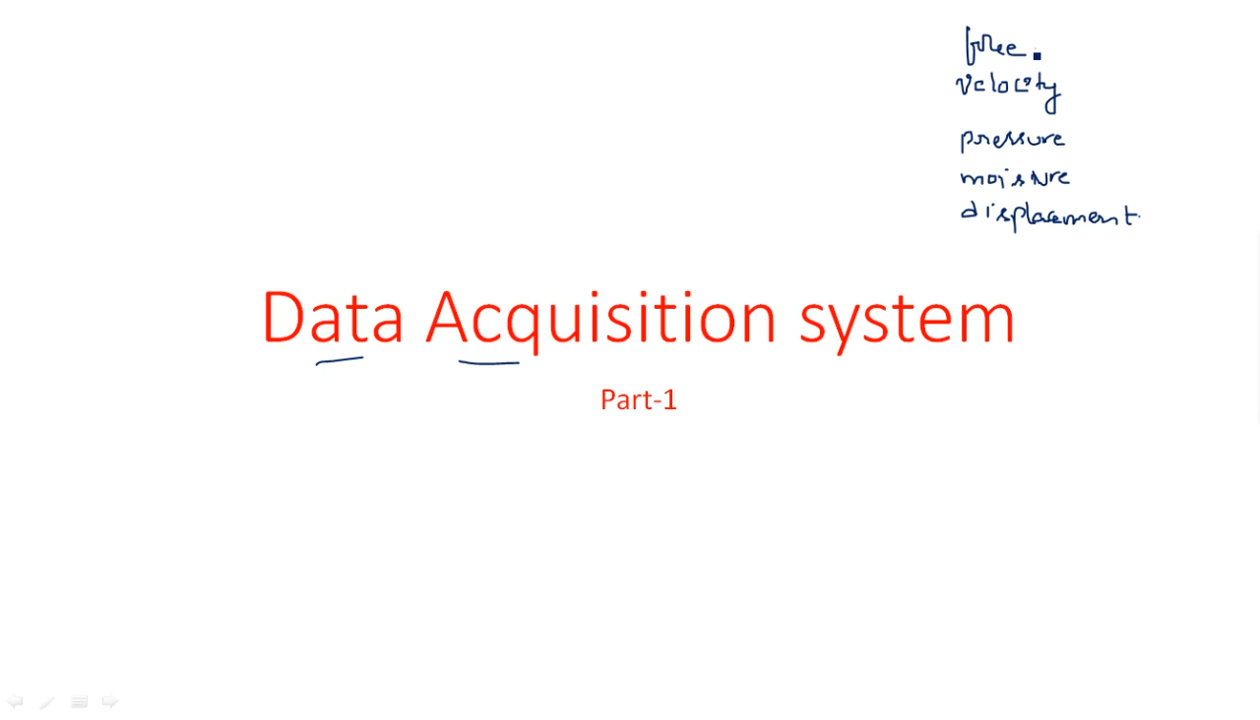 force.
velocity
pressure
moisture
displacement
Data Acquisition system
Part-1